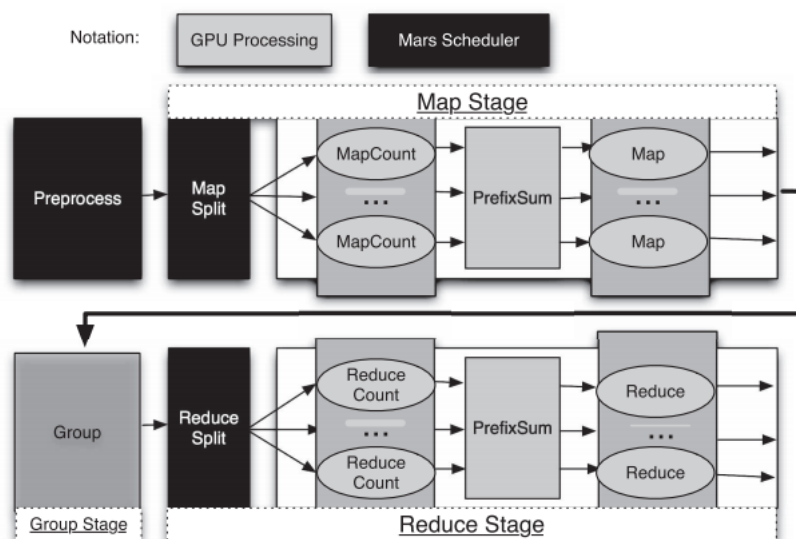 Notation:
GPU Processing
Mars Scheduler
Map Stage
Preprocess
Map
Split
MapCount
...
MapCount
PrefixSum
Map
...
Map
Group
Group Stage
Reduce
Split
Reduce
Count
...
Reduce
Count
PrefixSum
Reduce
...
Reduce
Reduce Stage